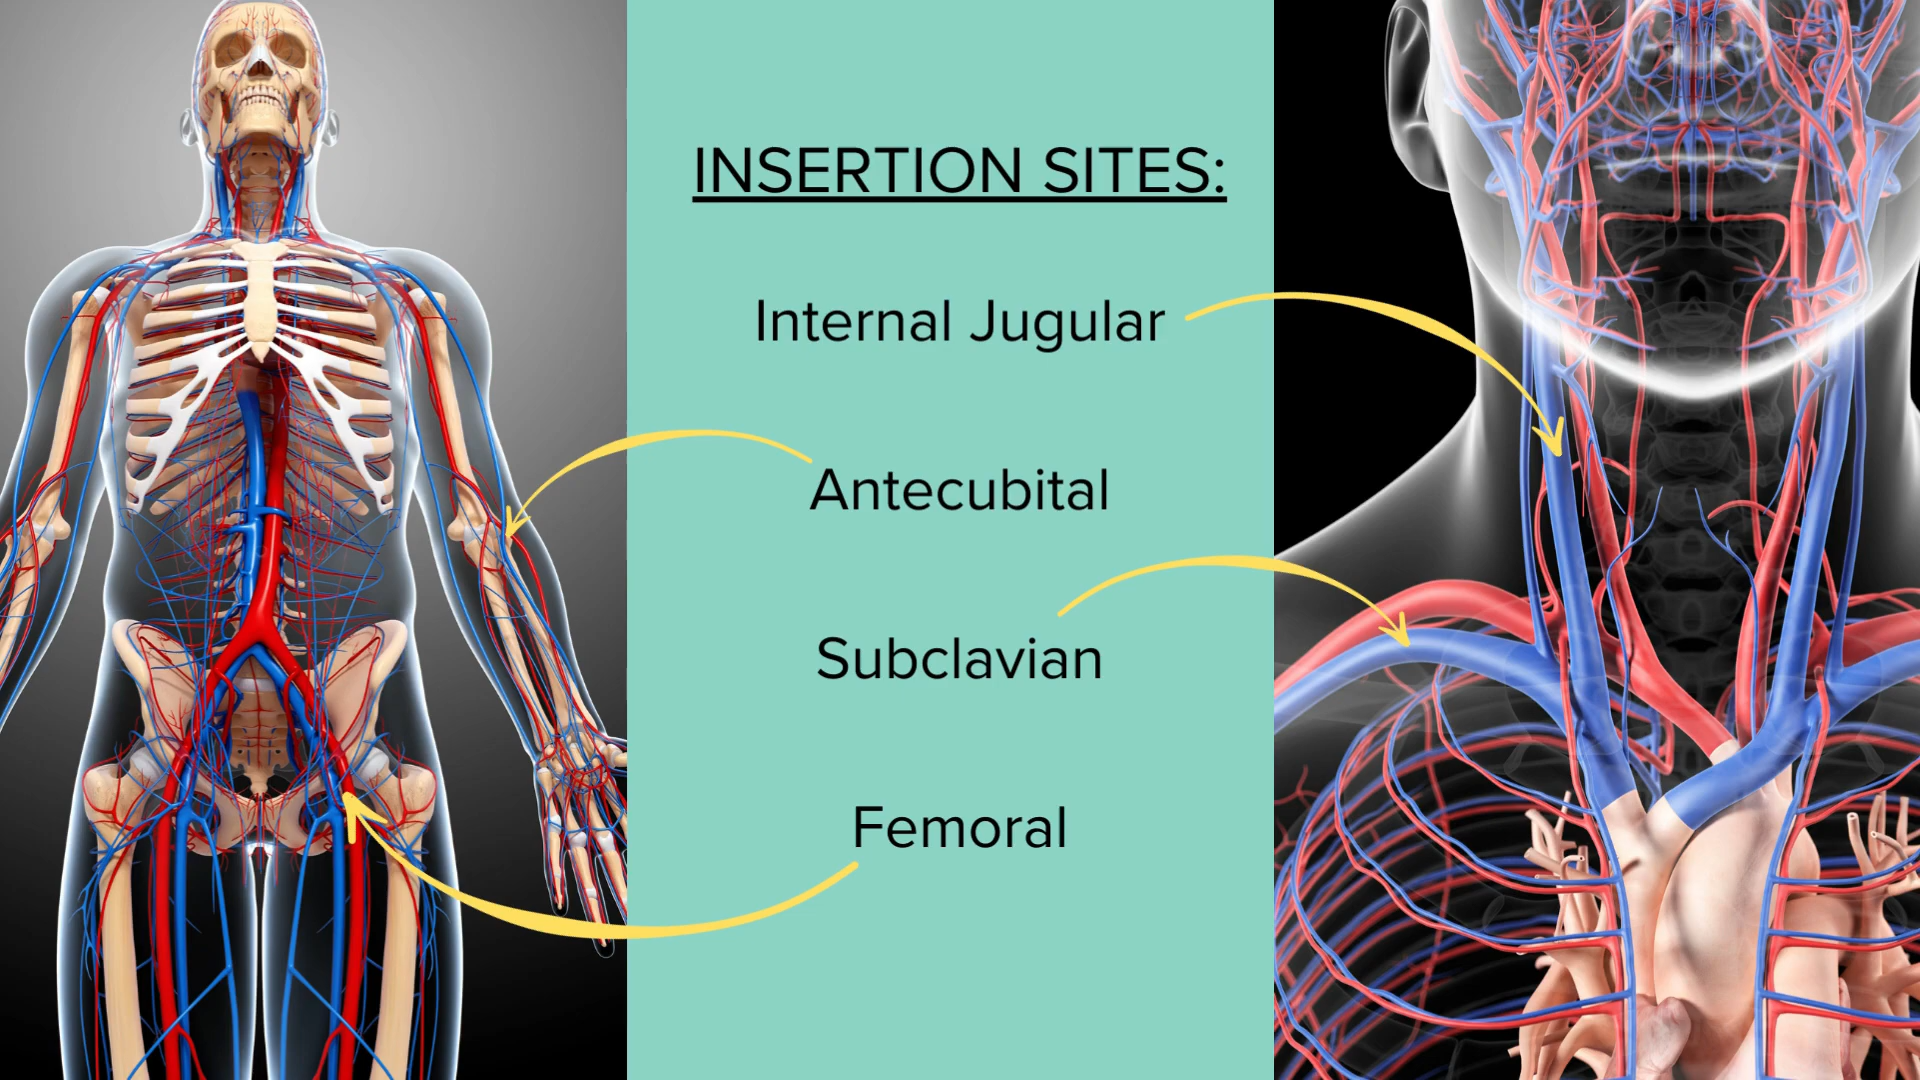 INSERTION SITES:
Internal Jugular
Antecubital
Subclavian
Femoral